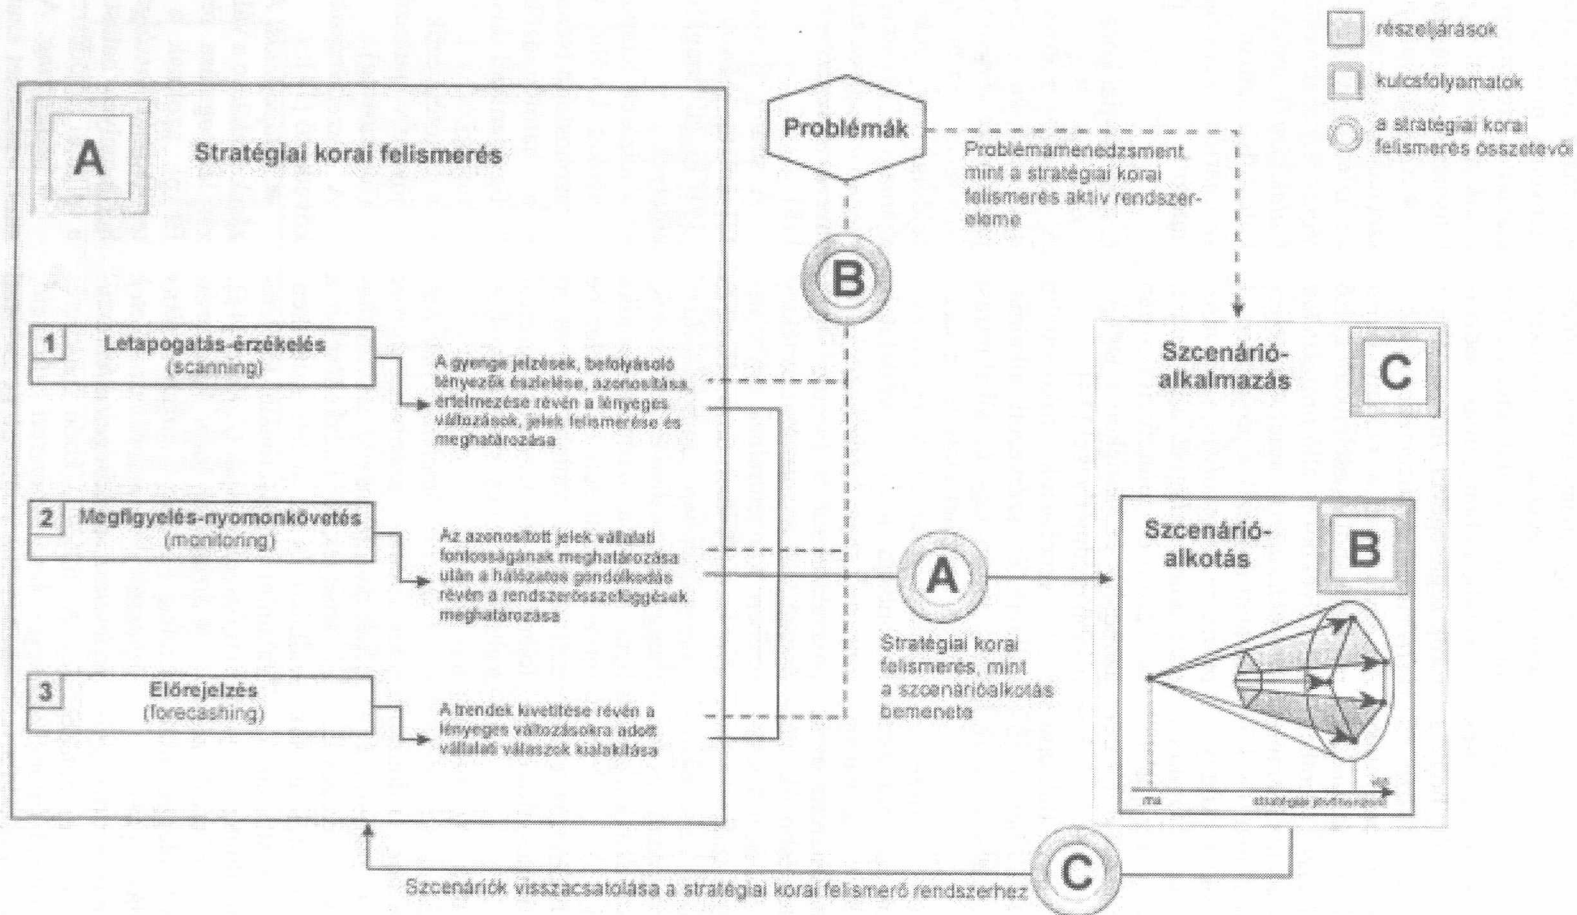 részeljárások
kulcsfolyamatok
a stratégiai korai
felismerés összetevői
A
Stratégiai korai felismerés
Problémák
Problémamenedzsment,
mint a stratégiai korai
felismerés aktív rendszer-
eleme
B
1
Letapogatás-érzékelés
(scanning)
A gyenge jelzések, befolyásoló
tényezők észlelése, azonosítása,
értelmezése révén a lényeges
változások, jelek felismerése és
meghatározása
Szcenárió-
alkalmazás
C
2
Megfigyelés-nyomonkövetés
(monitoring)
Az azonosított jelek vállalati
fontosságának meghatározása
után a hálózatos gondolkodás
révén a rendszerösszefüggések
meghatározása
A
Stratégiai korai
felismerés, mint
a szcenárióalkotás
bemenete
Szcenárió-
alkotás
B
3
Előrejelzés
(forecashing)
A trendek kivetítése révén a
lényeges változásokra adott
vállalati válaszok kialakítása
ma
C
Szcenáriók visszacsatolása a stratégiai korai felismerő rendszerhez